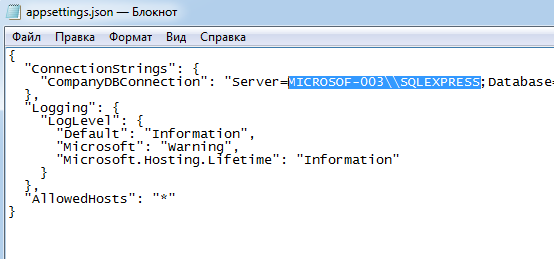 appsettings.json — Блокнот
Файл Правка Формат Вид Справка
{
  "ConnectionStrings": {
    "CompanyDBConnection": "Server=MICROSOF-003\\SQLEXPRESS;Database=
  },
  "Logging": {
    "LogLevel": {
      "Default": "Information",
      "Microsoft": "Warning",
      "Microsoft.Hosting.Lifetime": "Information"
    }
  },
  "AllowedHosts": "*"
}